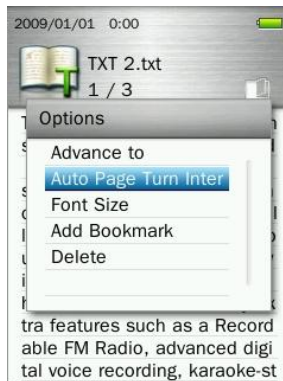 2009/01/01 0:00
TXT 2.txt
1 / 3
Options
Advance to
Auto Page Turn Inter
Font Size
Add Bookmark
Delete
tra features such as a Record
able FM Radio, advanced digi
tal voice recording, karaoke-st